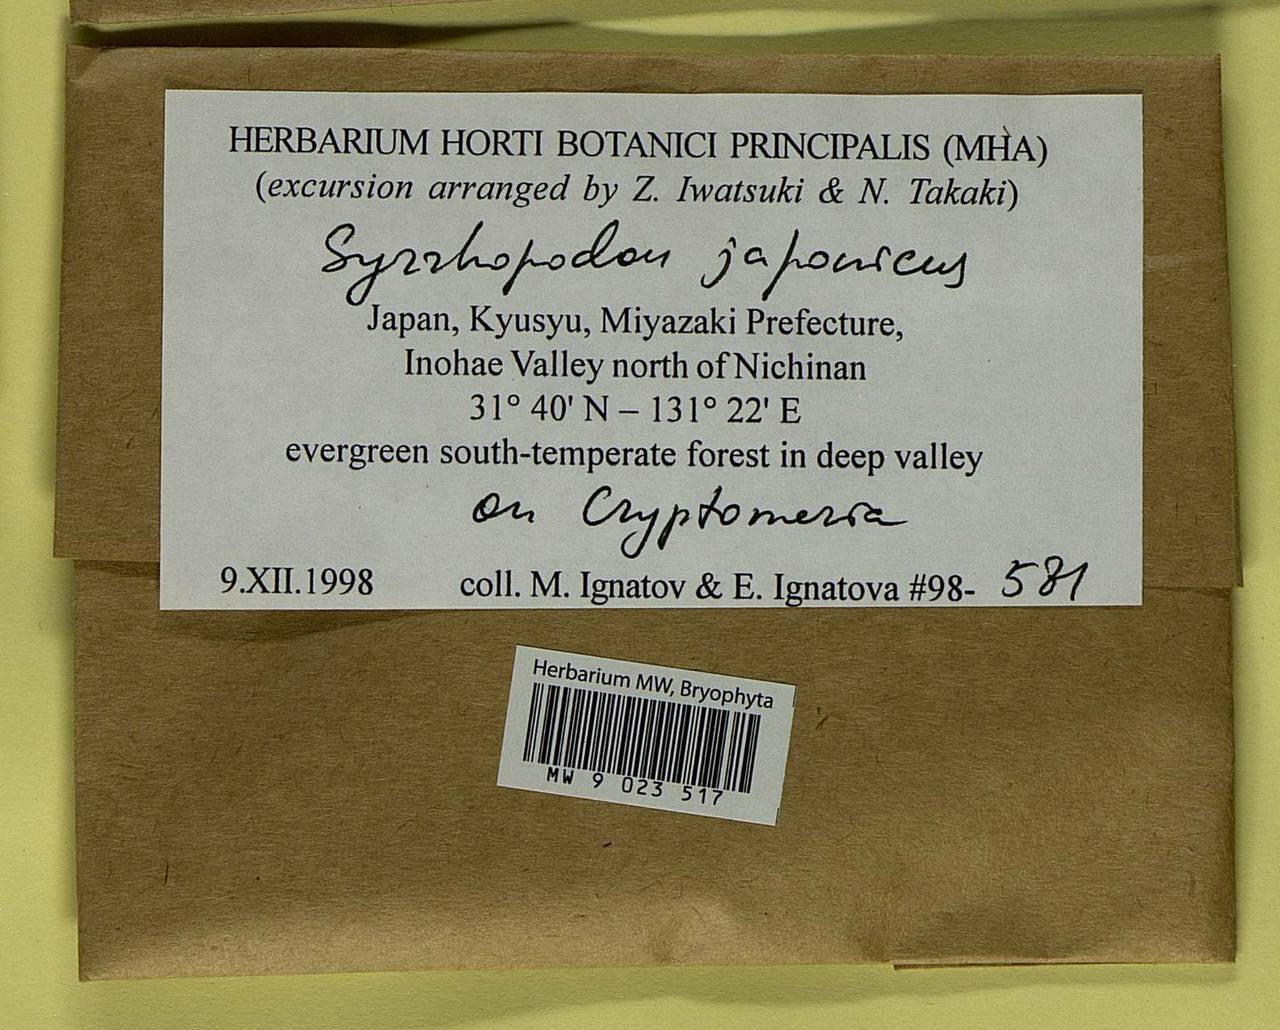 HERBARIUM HORTI BOTANICI PRINCIPALIS (MHA)
(excursion arranged by Z. Iwatsuki & N. Takaki)
Syrrhopodon japonicus
Japan, Kyusyu, Miyazaki Prefecture,
Inohae Valley north of Nichinan
31° 40' N – 131° 22' E
evergreen south-temperate forest in deep valley
on Cryptomeria
9.XII.1998 coll. M. Ignatov & E. Ignatova #98- 581
Herbarium MW, Bryophyta
MW 9 023 517